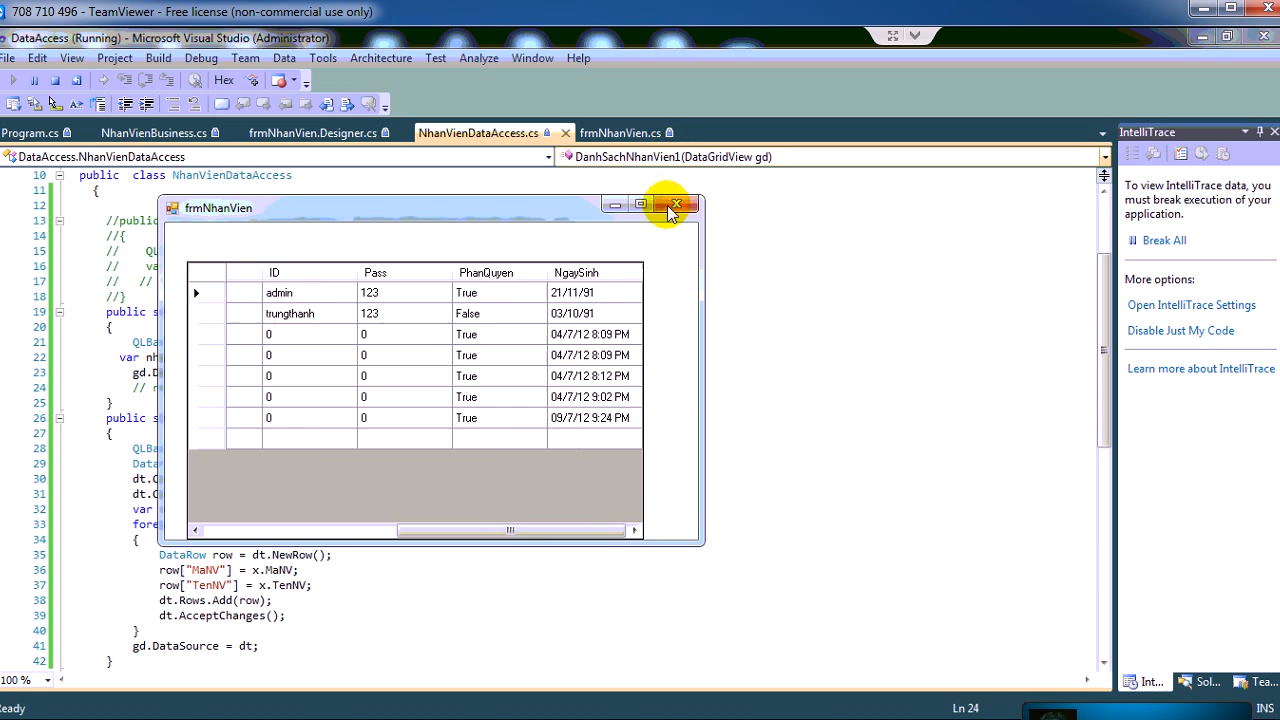 708 710 496 - TeamViewer - Free license (non-commercial use only)
DataAccess (Running) - Microsoft Visual Studio (Administrator)
File Edit View Project Build Debug Team Data Tools Architecture Test Analyze Window Help
Hex
Program.cs NhanVienBusiness.cs frmNhanVien.Designer.cs NhanVienDataAccess.cs frmNhanVien.cs
IntelliTrace
DataAccess.NhanVienDataAccess DanhSachNhanVien1(DataGridView gd)
To view IntelliTrace data, you must break execution of your application.
Break All
More options:
Open IntelliTrace Settings
Disable Just My Code
Learn more about IntelliTrace
10 public class NhanVienDataAccess
11 {
12
13 //public
14 //{
15 // QL
16 // va
17 // //
18 //}
19 public s
20 {
21 QLBa
22 var nh
23 gd.D
24 // n
25 }
26 public s
27 {
28 QLBa
29 Data
30 dt.C
31 dt.C
32 var
33 fore
34 {
35 DataRow row = dt.NewRow();
36 row["MaNV"] = x.MaNV;
37 row["TenNV"] = x.TenNV;
38 dt.Rows.Add(row);
39 dt.AcceptChanges();
40 }
41 gd.DataSource = dt;
42 }
frmNhanVien
ID Pass PhanQuyen NgaySinh
admin 123 True 21/11/91
trungthanh 123 False 03/10/91
0 0 True 04/7/12 8:09 PM
0 0 True 04/7/12 8:09 PM
0 0 True 04/7/12 8:12 PM
0 0 True 04/7/12 9:02 PM
0 0 True 09/7/12 9:24 PM
100 %
Int... Sol... Tea...
Ready Ln 24 INS